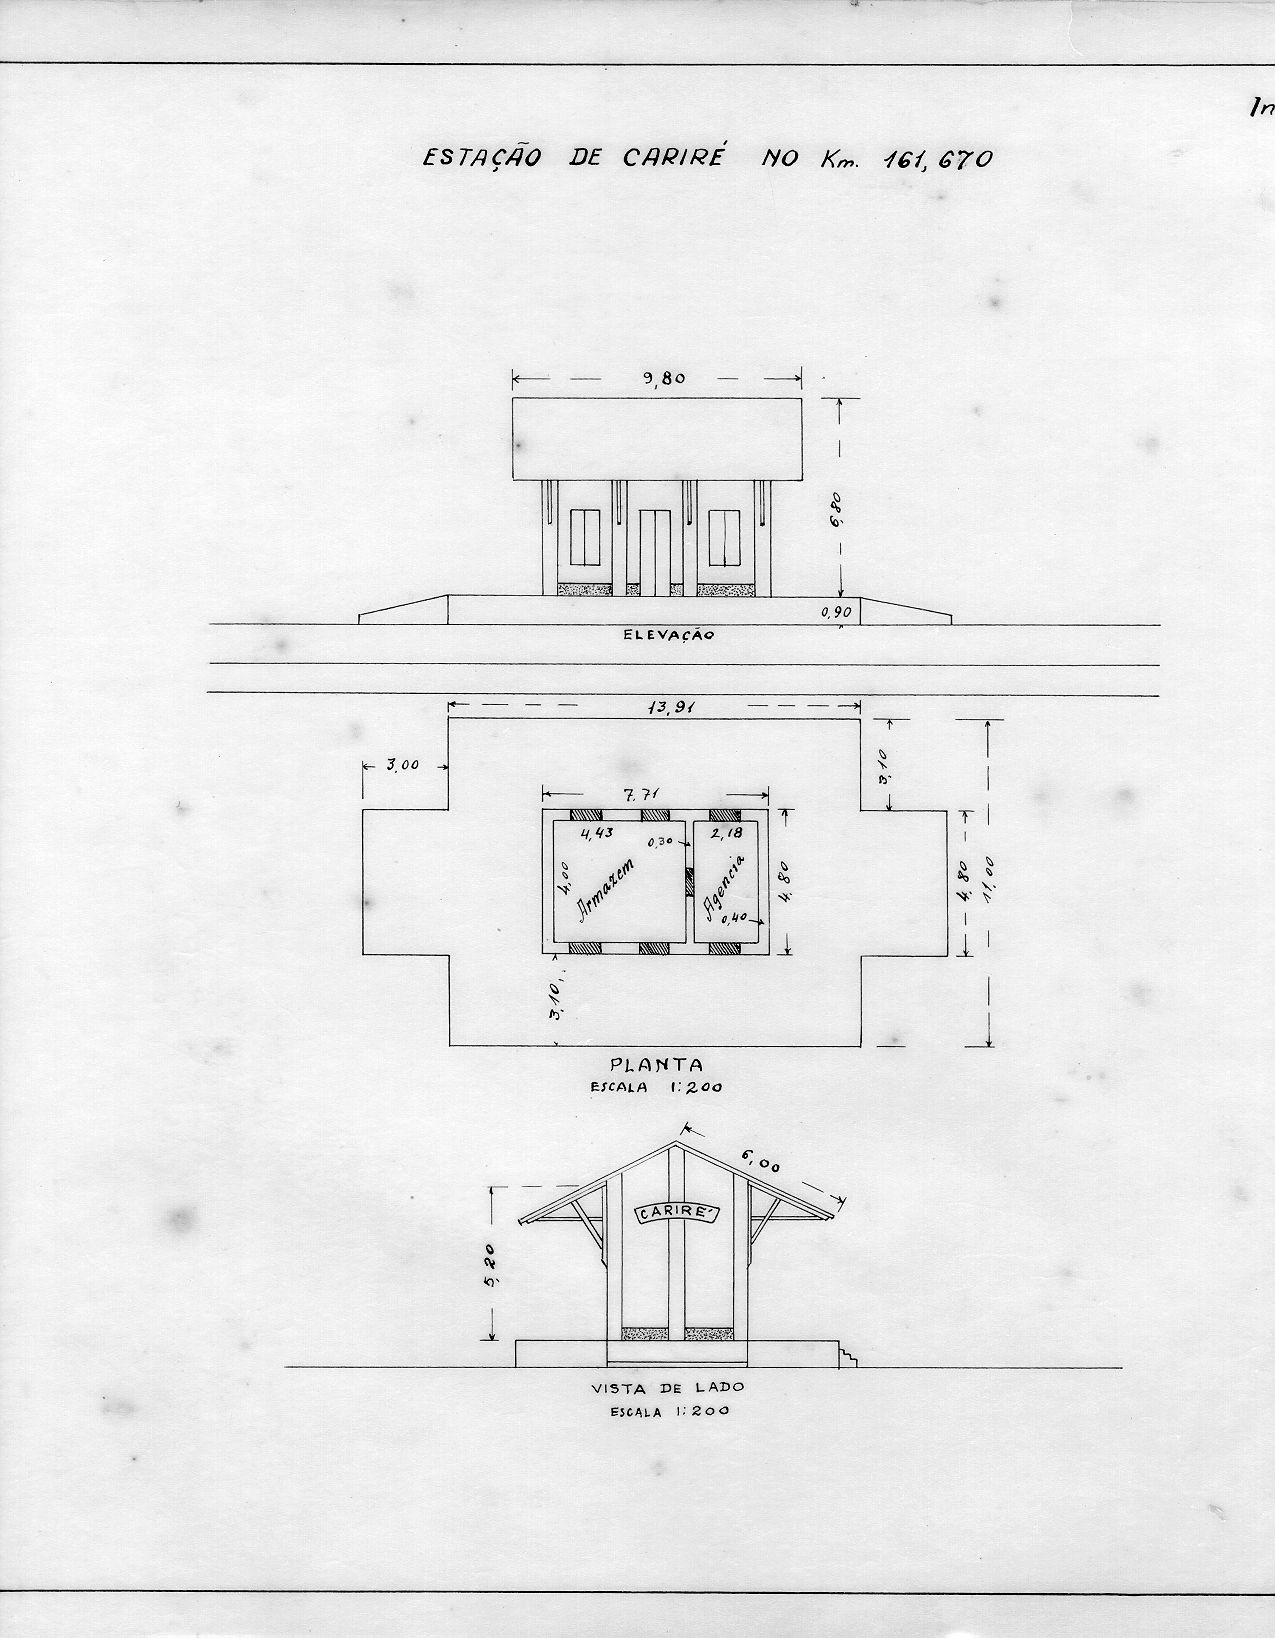 In
ESTAÇÃO DE CARIRÉ NO Km. 161,670
9,80
6,80
0,90
ELEVAÇÃO
13,91
3,00
3,10
7,71
4,43
0,30
2,18
4,00
Armazem
Agencia
0,40
4,80
4,80
11,00
3,10
PLANTA
ESCALA 1:200
6,00
CARIRÉ
5,20
VISTA DE LADO
ESCALA 1:200